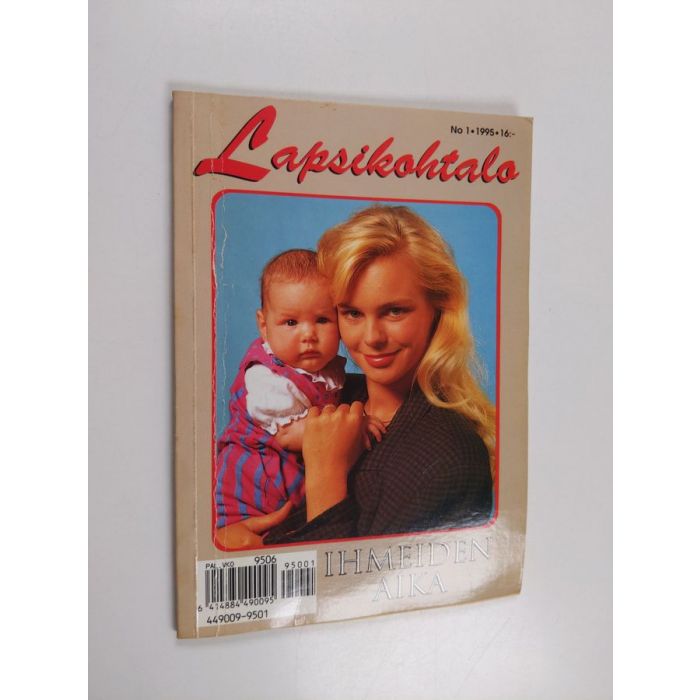 No 1•1995•16:-
Lapsikohtalo
IHMEIDEN
AIKA
PAL.VKO 9506 95001
6 414884 490095
449009-9501